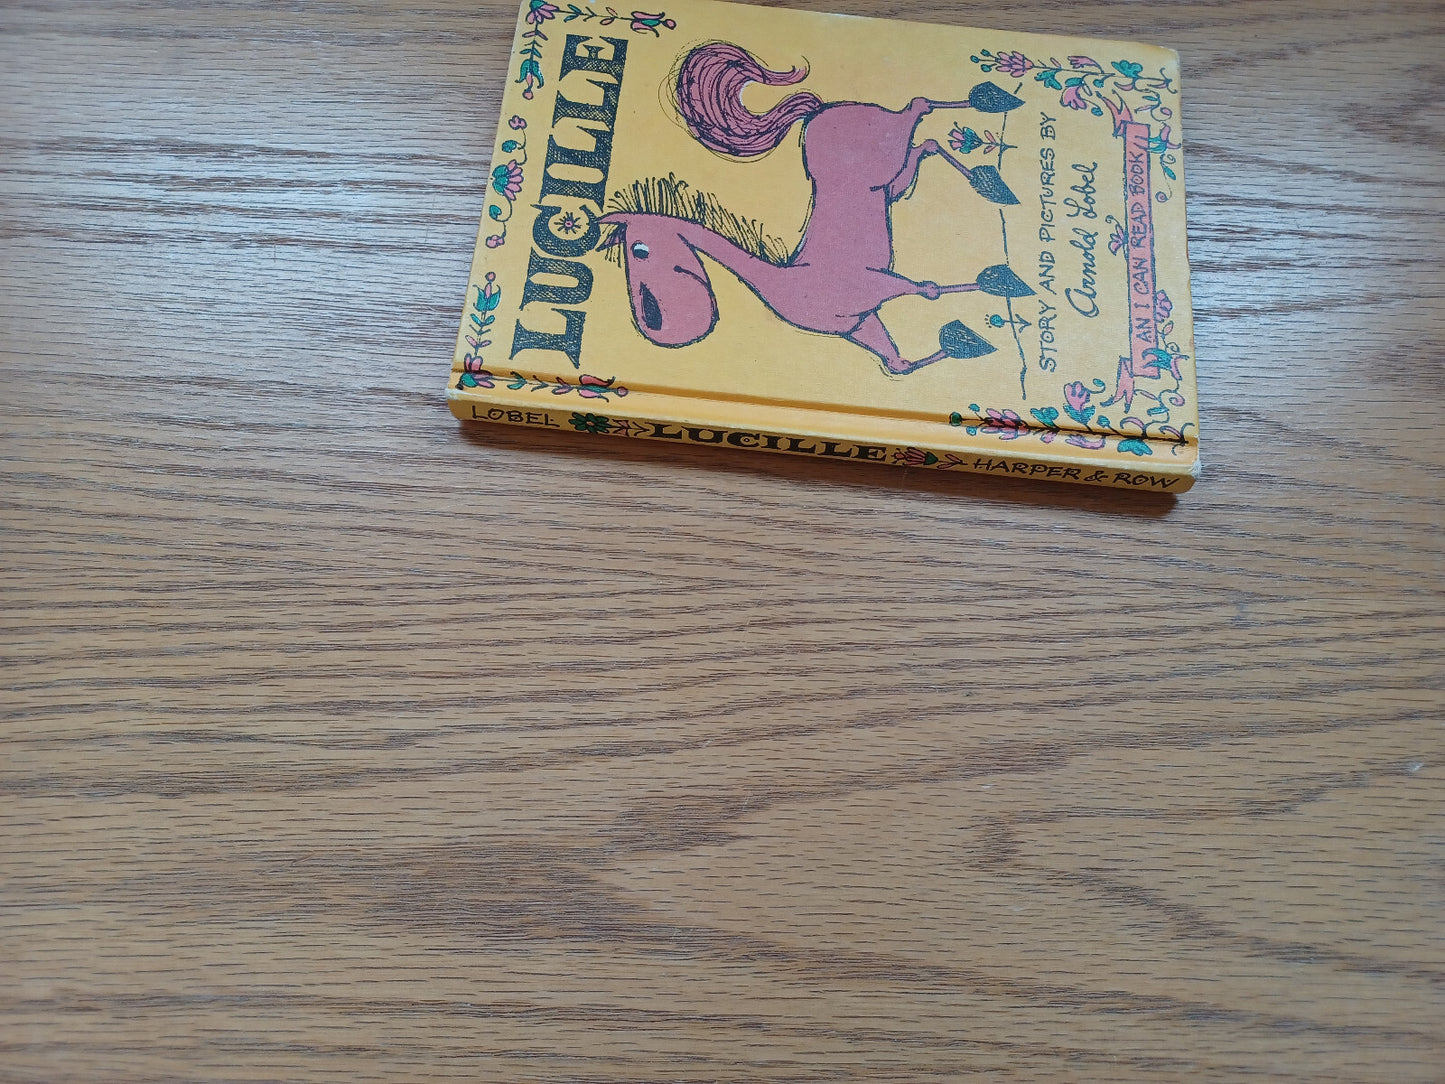 LUCILLE
STORY AND PICTURES BY
Arnold Lobel
AN I CAN READ BOOK
LOBEL LUCILLE HARPER & ROW